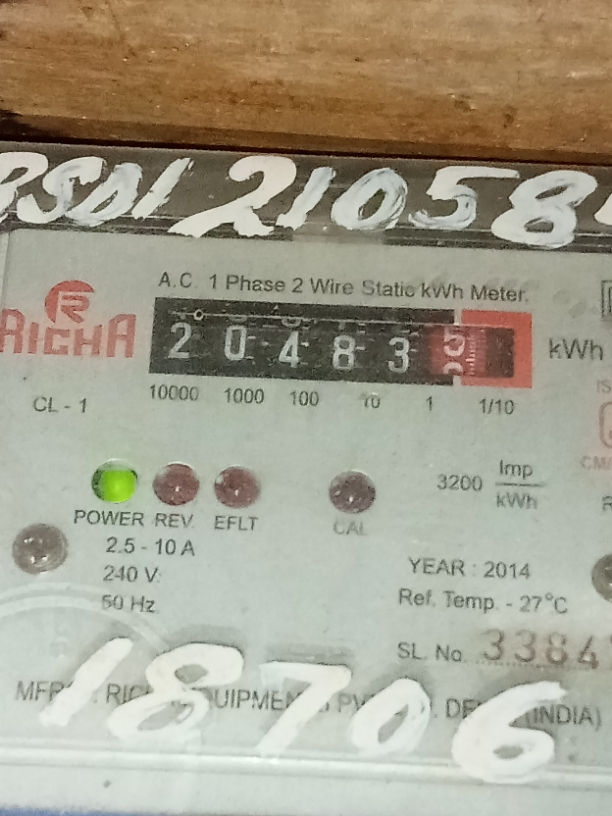 SDI 21058
A.C. 1 Phase 2 Wire Static kWh Meter.
RICHA
2 0 4 8 3 5 kWh
10000 1000 100 10 1 1/10
CL - 1
3200 Imp/kWh
POWER REV. EFLT CAL
2.5 - 10 A
240 V.
50 Hz.
YEAR : 2014
Ref. Temp. - 27°C
SL. No. 3384
18706
(INDIA)